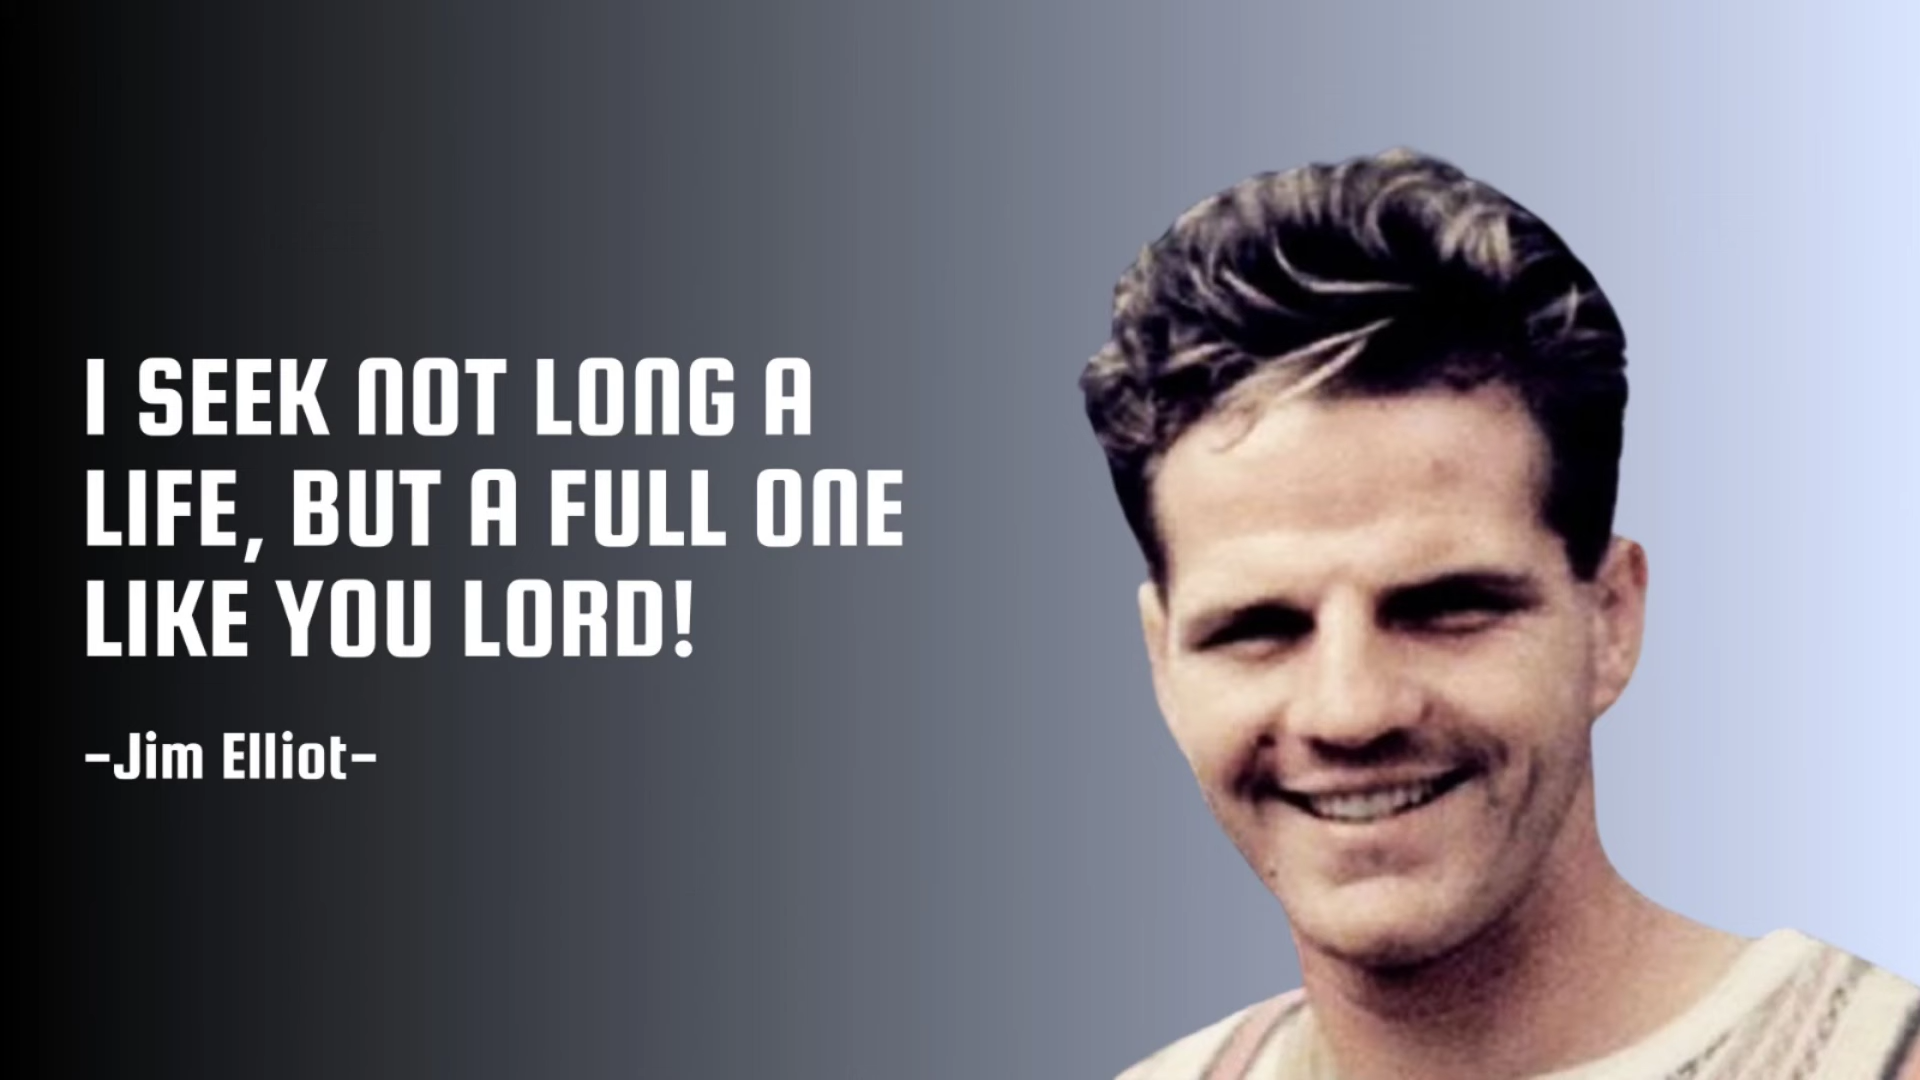 I SEEK NOT LONG A
LIFE, BUT A FULL ONE
LIKE YOU LORD!
-Jim Elliot-